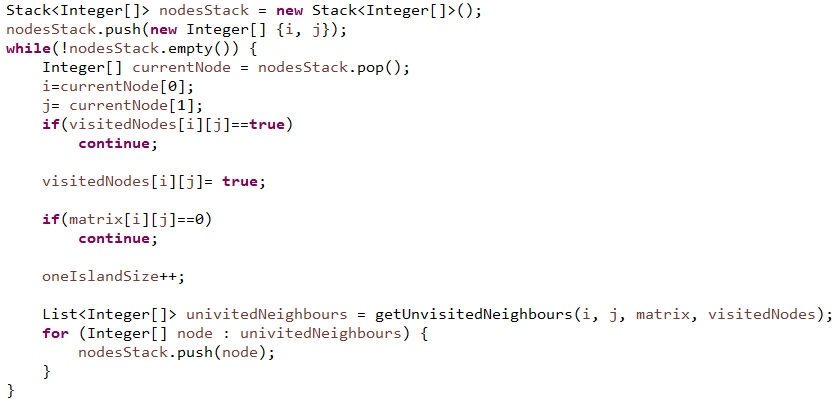 Stack<Integer[]> nodesStack = new Stack<Integer[]>();
nodesStack.push(new Integer[] {i, j});
while(!nodesStack.empty()) {
    Integer[] currentNode = nodesStack.pop();
    i=currentNode[0];
    j= currentNode[1];
    if(visitedNodes[i][j]==true)
        continue;

    visitedNodes[i][j]= true;

    if(matrix[i][j]==0)
        continue;

    oneIslandSize++;

    List<Integer[]> univitedNeighbours = getUnvisitedNeighbours(i, j, matrix, visitedNodes);
    for (Integer[] node : univitedNeighbours) {
        nodesStack.push(node);
    }
}